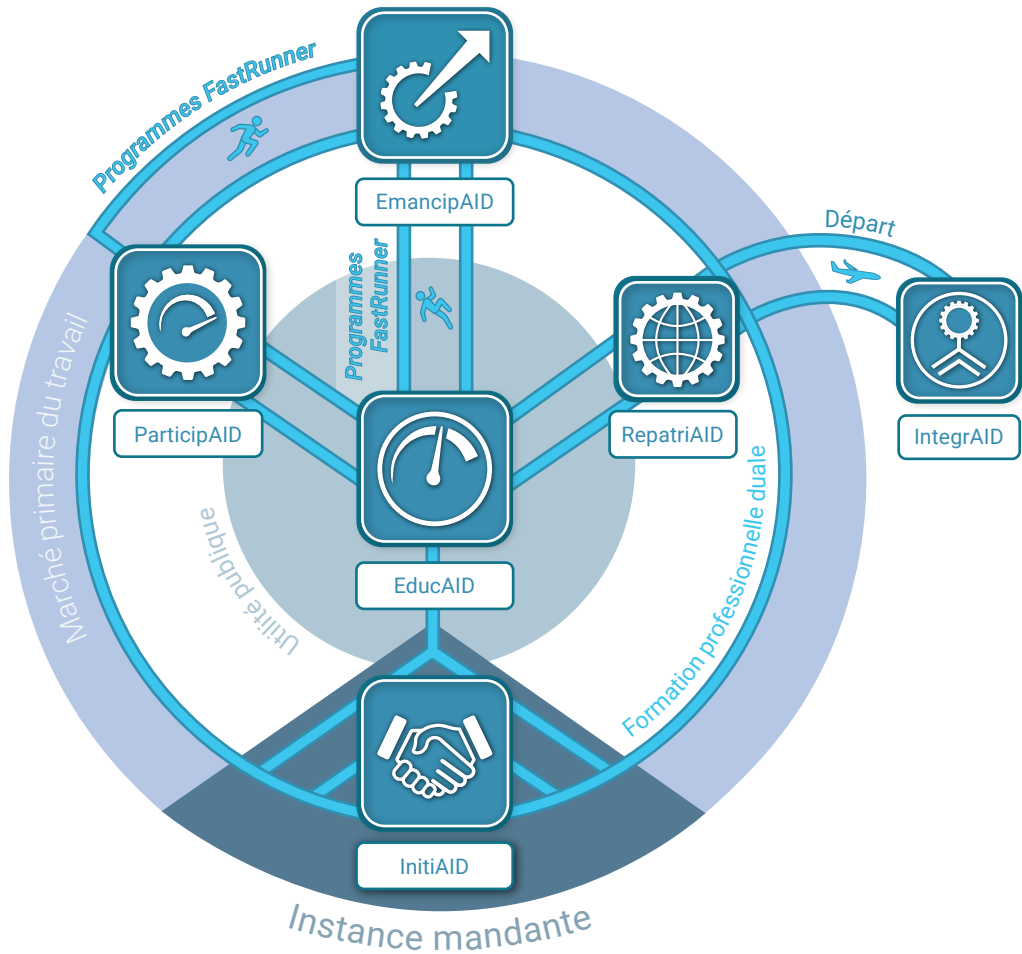 Programmes FastRunner
EmancipAID
Départ
Programmes
FastRunner
Marché primaire du travail
ParticipAID
RepatriAID
IntegrAID
Utilité publique
EducAID
Formation professionnelle duale
InitiAID
Instance mandante